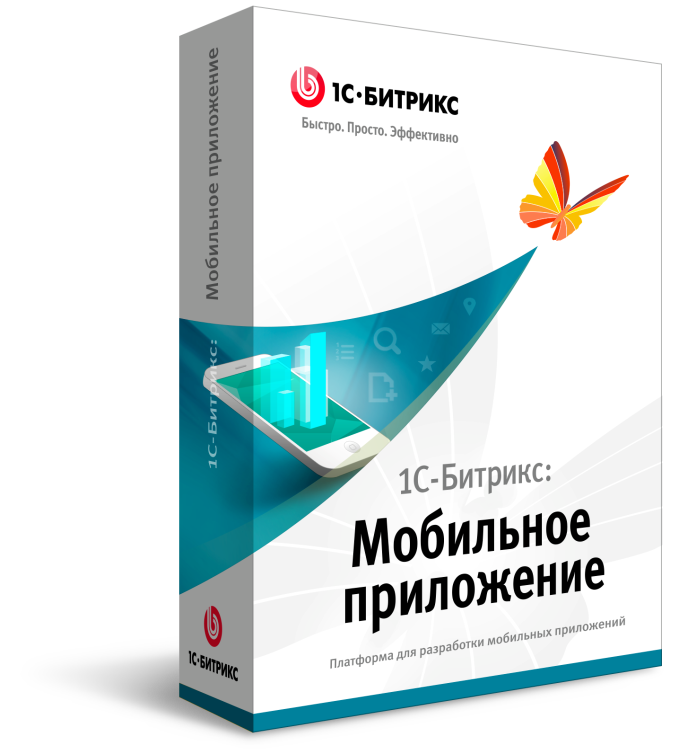 1С·БИТРИКС
Быстро. Просто. Эффективно
1С-Битрикс:
Мобильное
приложение
Платформа для разработки мобильных приложений
1С-Битрикс: Мобильное приложение
1С·БИТРИКС